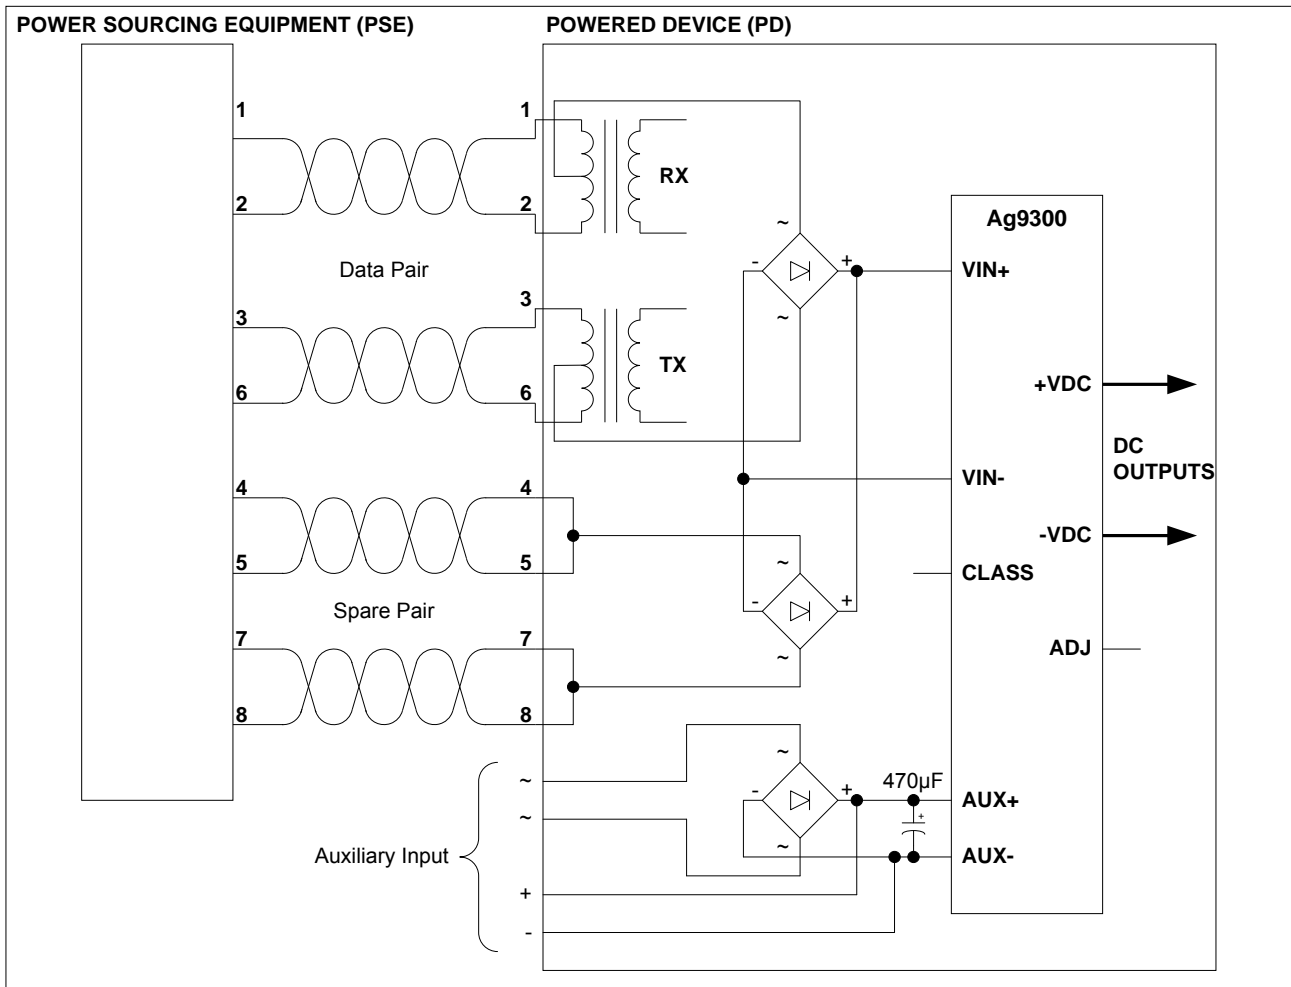 POWER SOURCING EQUIPMENT (PSE)
POWERED DEVICE (PD)
1
1
2
2
RX
~
- +
~
Data Pair
3
3
6
6
TX
Ag9300
VIN+
+VDC
DC
OUTPUTS
VIN-
-VDC
CLASS
ADJ
4
4
5
5
Spare Pair
~
- +
~
7
7
8
8
~
~
Auxiliary Input
+
-
~
- +
~
470µF
+
AUX+
AUX-